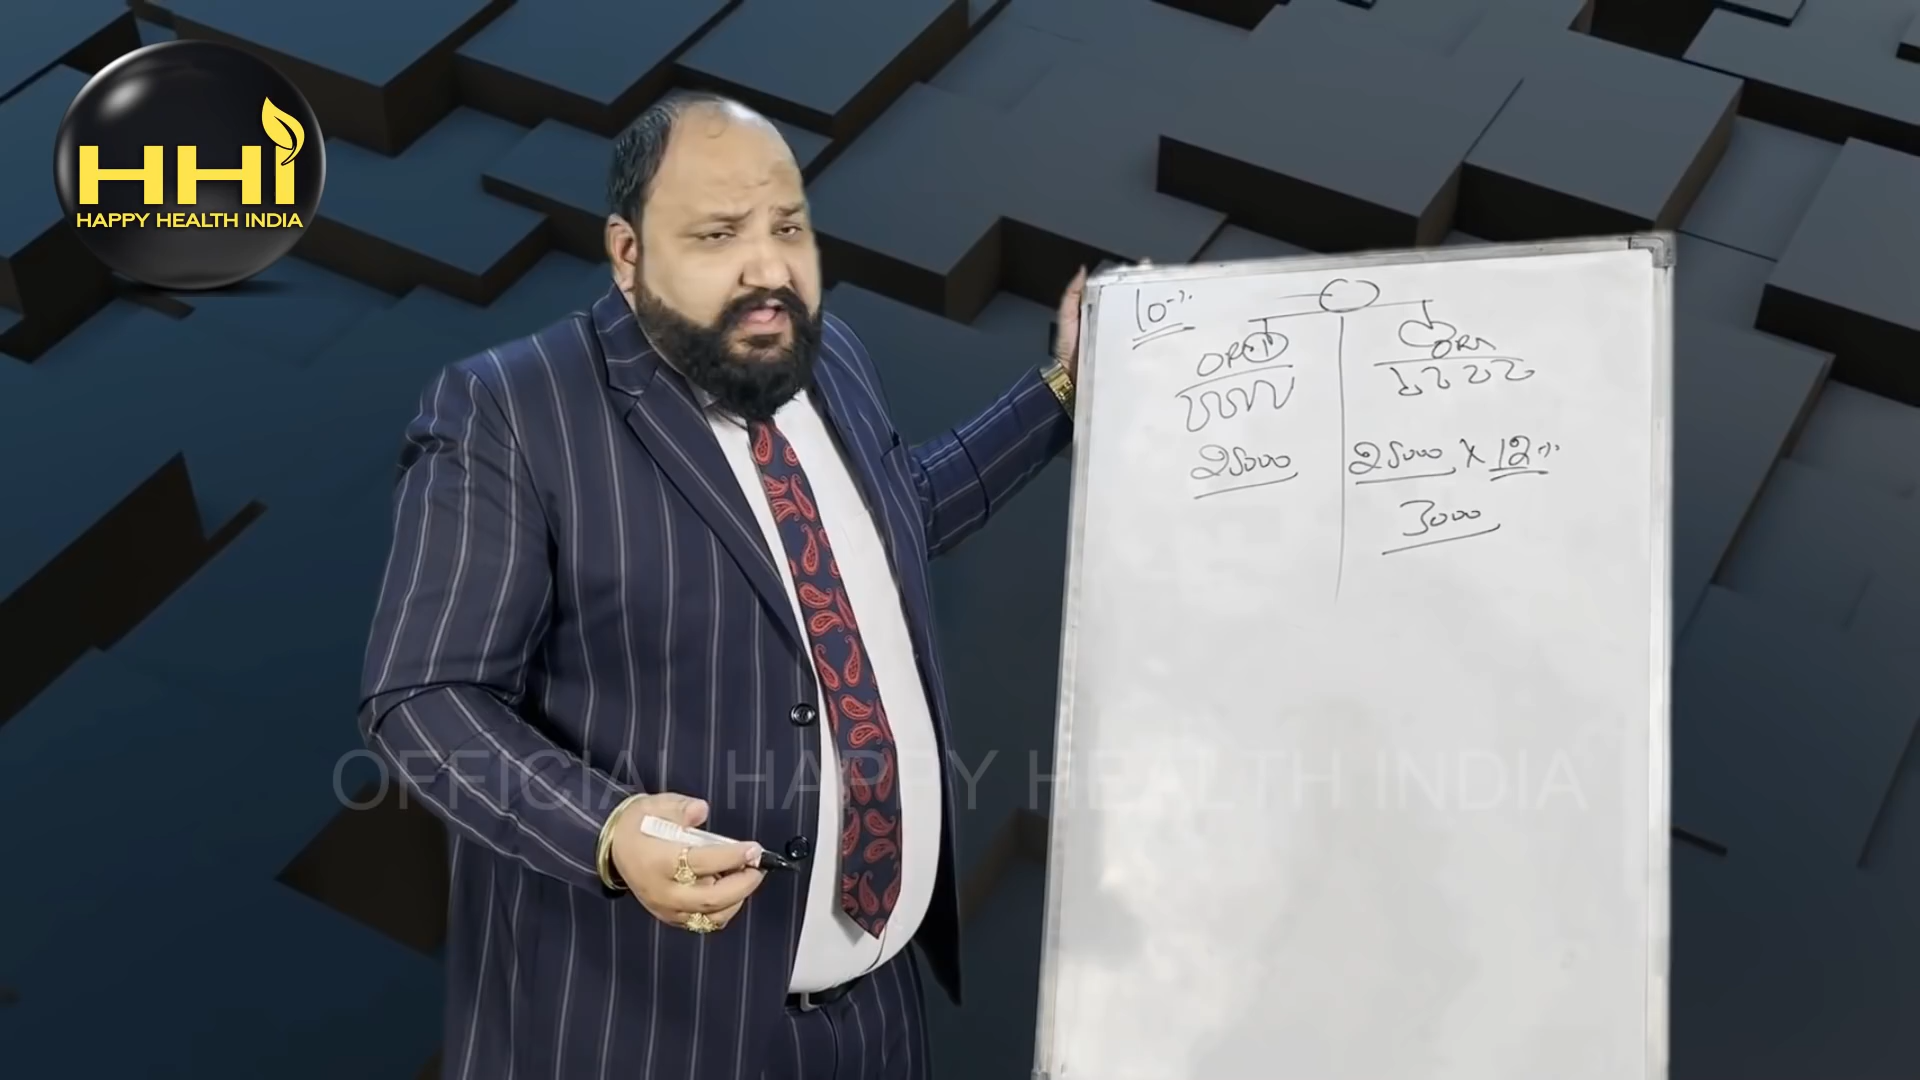 HHI
HAPPY HEALTH INDIA
10%
25000
25000 x 12%
3000
OFFICIAL HAPPY HEALTH INDIA